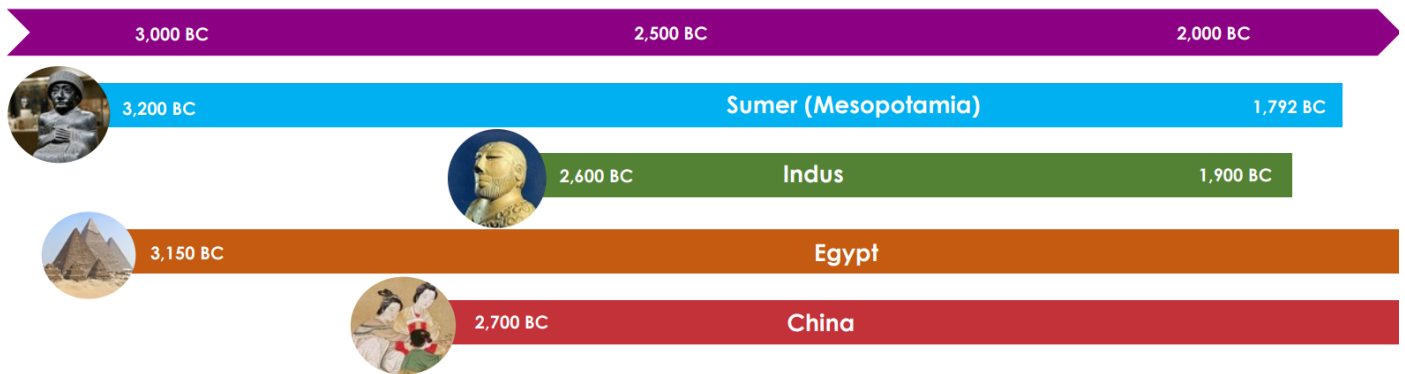 3,000 BC 2,500 BC 2,000 BC
3,200 BC Sumer (Mesopotamia) 1,792 BC
2,600 BC Indus 1,900 BC
3,150 BC Egypt
2,700 BC China